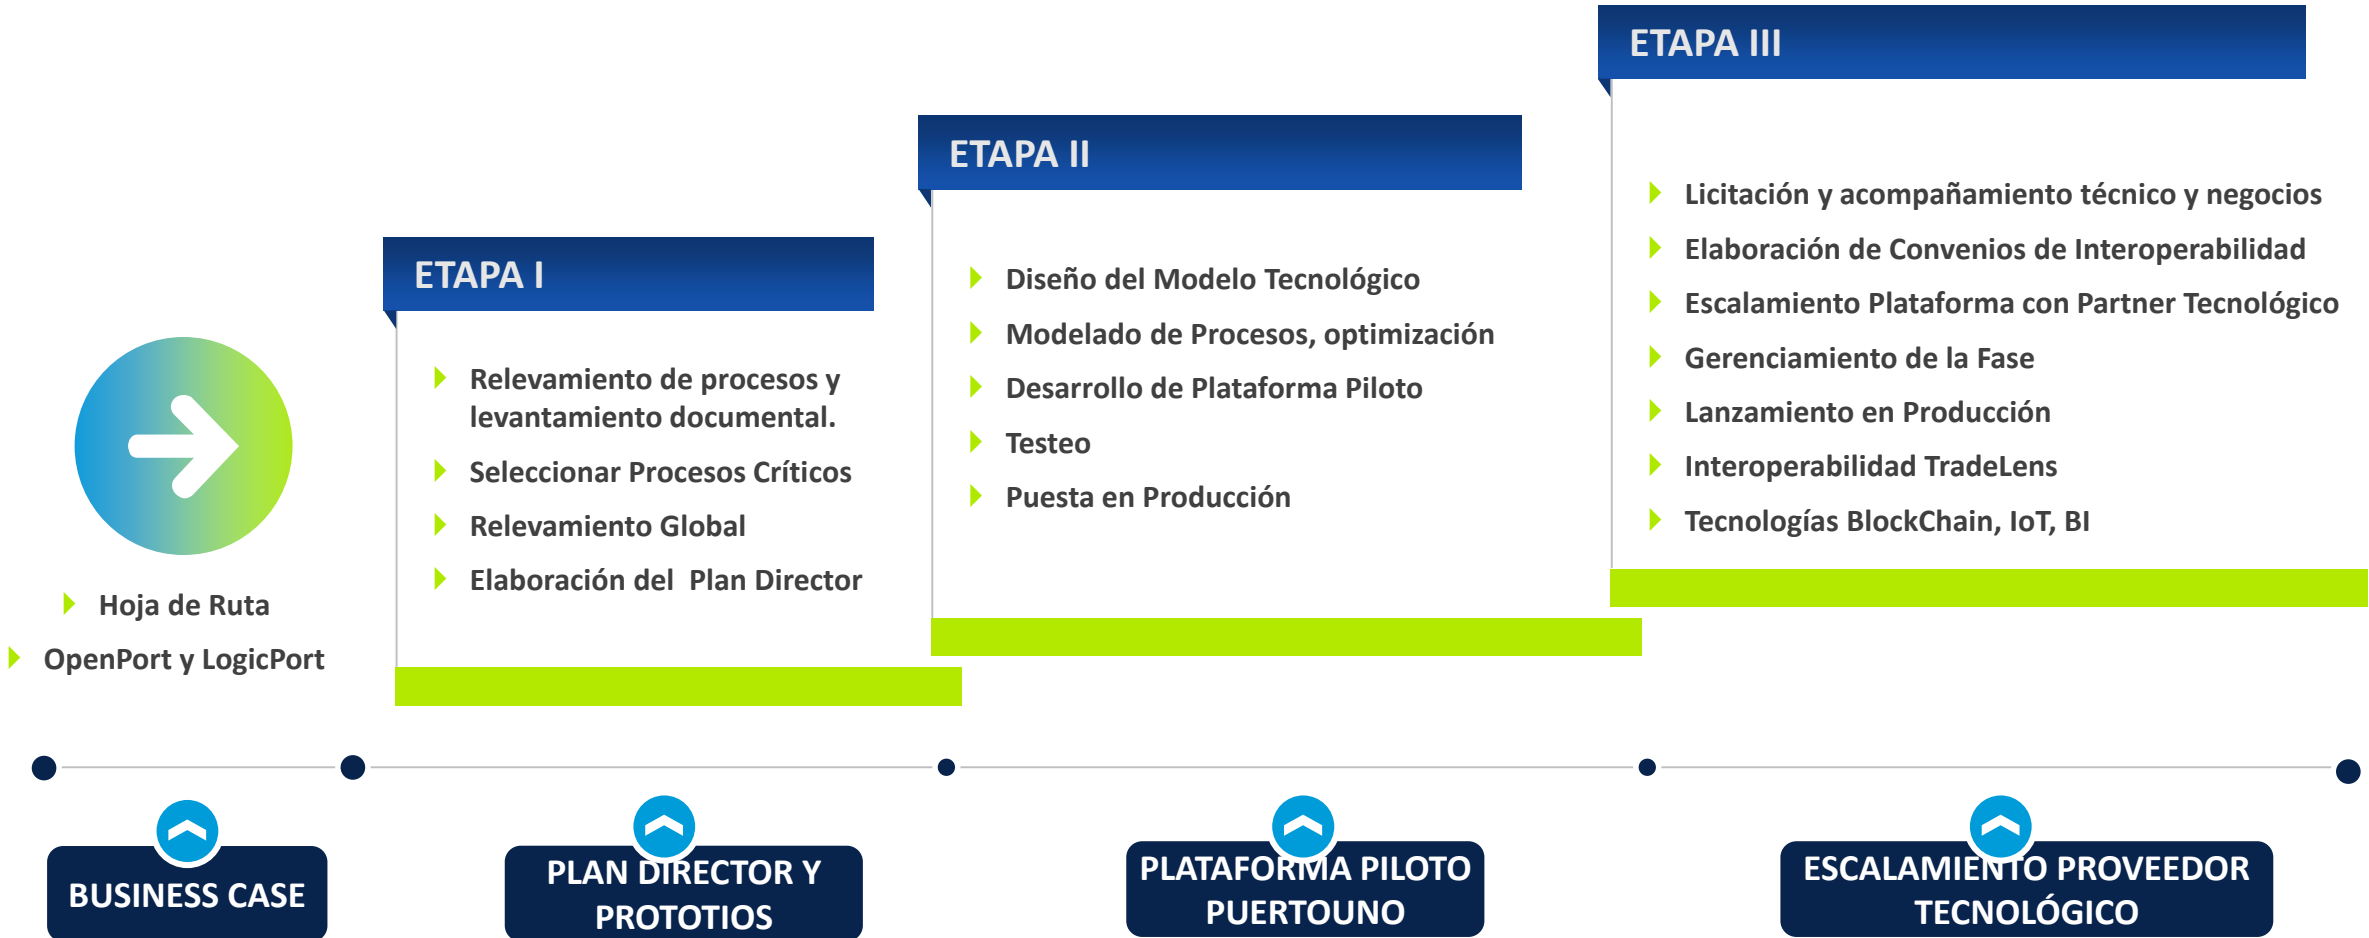 Hoja de Ruta
OpenPort y LogicPort
ETAPA I
Relevamiento de procesos y
levantamiento documental.
Seleccionar Procesos Críticos
Relevamiento Global
Elaboración del  Plan Director
ETAPA II
Diseño del Modelo Tecnológico
Modelado de Procesos, optimización
Desarrollo de Plataforma Piloto
Testeo
Puesta en Producción
ETAPA III
Licitación y acompañamiento técnico y negocios
Elaboración de Convenios de Interoperabilidad
Escalamiento Plataforma con Partner Tecnológico
Gerenciamiento de la Fase
Lanzamiento en Producción
Interoperabilidad TradeLens
Tecnologías BlockChain, IoT, BI
BUSINESS CASE
PLAN DIRECTOR Y
PROTOTIOS
PLATAFORMA PILOTO
PUERTOUNO
ESCALAMIENTO PROVEEDOR
TECNOLÓGICO